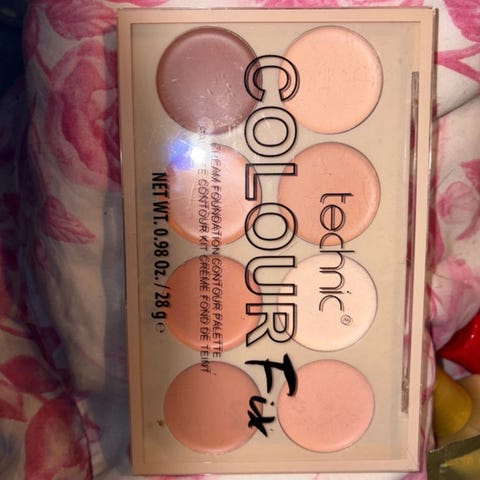 technic®
COLOUR Fix
CREAM FOUNDATION CONTOUR PALETTE
CONTOUR KIT CRÈME FOND DE TEINT
NET WT. 0.98 Oz. / 28 g e